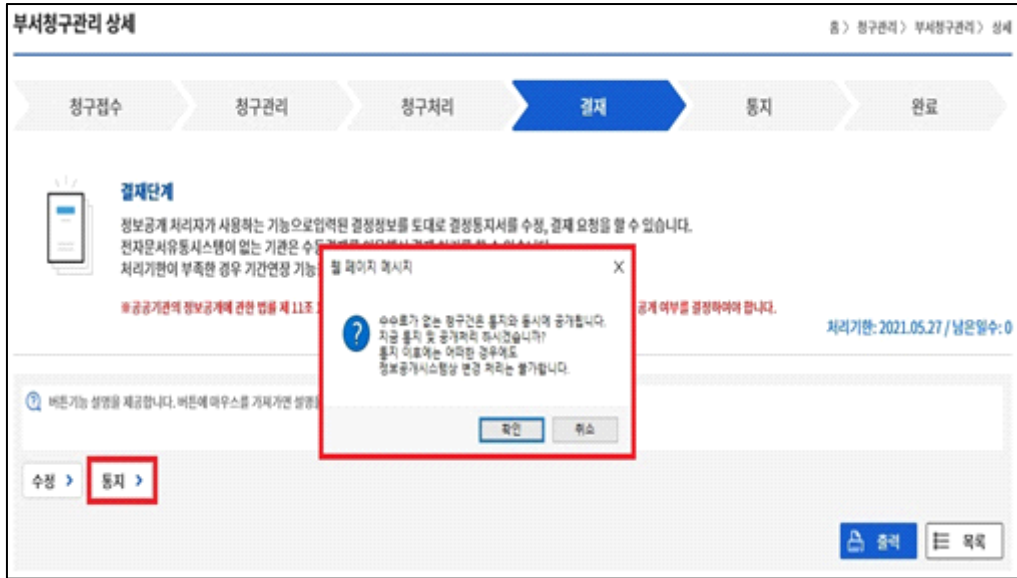 부서청구관리 상세
홈 〉 청구관리 〉 부서청구관리 〉 상세
청구접수
청구관리
청구처리
결재
통지
완료
결재단계
정보공개 처리자가 사용하는 기능으로입력된 결정정보를 토대로 결정통지서를 수정, 결재 요청을 할 수 있습니다.
전자문서유통시스템이 없는 기관은
처리기한이 부족한 경우 기간연장 기능
※공공기관의 정보공개에 관한 법률 제 11조
공개 여부를 결정하여야 합니다.
처리기한: 2021.05.27 / 남은일수: 0
웹 페이지 메시지
수수료가 없는 청구건은 통지와 동시에 공개됩니다.
지금 통지 및 공개처리 하시겠습니까?
통지 이후에는 어떠한 경우에도
정보공개시스템상 변경 처리는 불가합니다.
확인
취소
버튼기능 설명을 제공합니다. 버튼에 마우스를 가져가면 설명을
수정 >
통지 >
출력
목록